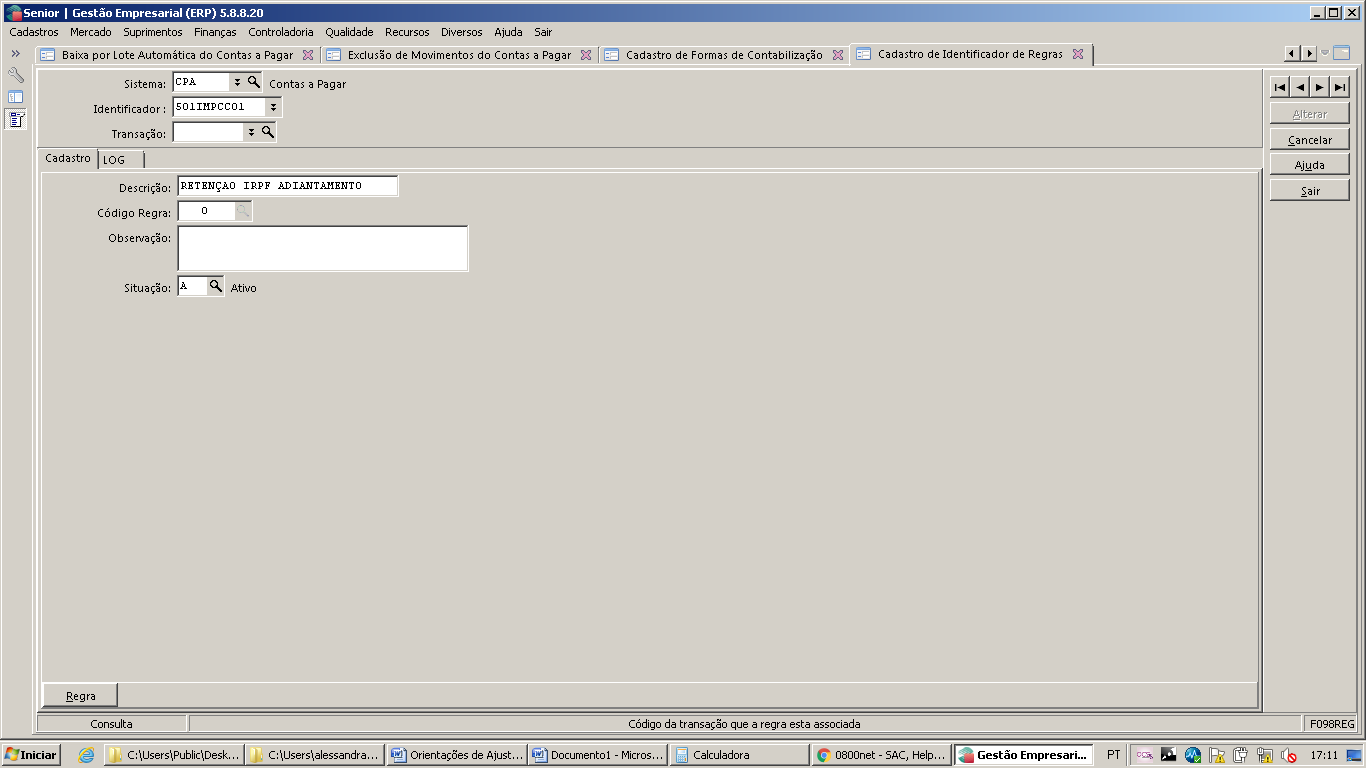 Senior | Gestão Empresarial (ERP) 5.8.8.20
Cadastros Mercado Suprimentos Finanças Controladoria Qualidade Recursos Diversos Ajuda Sair
Baixa por Lote Automática do Contas a Pagar Exclusão de Movimentos do Contas a Pagar Cadastro de Formas de Contabilização Cadastro de Identificador de Regras
Sistema: CPA Contas a Pagar
Identificador : 501IMPCC01
Transação:
Alterar
Cancelar
Ajuda
Sair
Cadastro LOG
Descrição: RETENÇAO IRPF ADIANTAMENTO
Código Regra: 0
Observação:
Situação: A Ativo
Regra
Consulta Código da transação que a regra esta associada F098REG
Iniciar C:\Users\Public\Desk... C:\Users\alessandra... Orientações de Ajust... Documento1 - Micros... Calculadora 0800net - SAC, Help... Gestão Empresari... PT 17:11